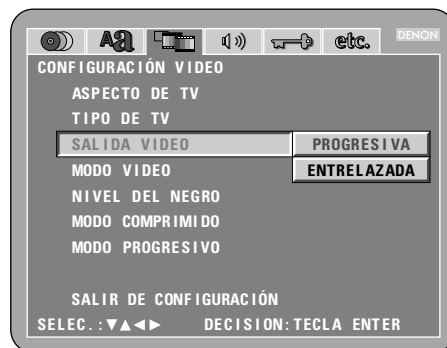 Aa etc. DENON
CONFIGURACIÓN VIDEO
ASPECTO DE TV
TIPO DE TV
SALIDA VIDEO PROGRESIVA
MODO VIDEO ENTRELAZADA
NIVEL DEL NEGRO
MODO COMPRIMIDO
MODO PROGRESIVO
SALIR DE CONFIGURACIÓN
SELEC.:▼▲◄► DECISION:TECLA ENTER